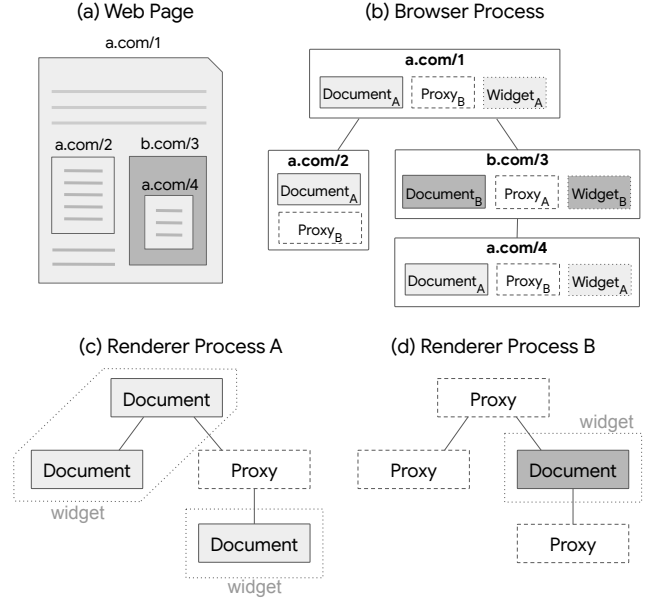 (a) Web Page
a.com/1
a.com/2
b.com/3
a.com/4
(b) Browser Process
a.com/1
DocumentA ProxyB WidgetA
a.com/2
DocumentA
ProxyB
b.com/3
DocumentB ProxyA WidgetB
a.com/4
DocumentA ProxyB WidgetA
(c) Renderer Process A
Document
Document Proxy
widget
Document
widget
(d) Renderer Process B
Proxy
widget
Proxy Document
Proxy